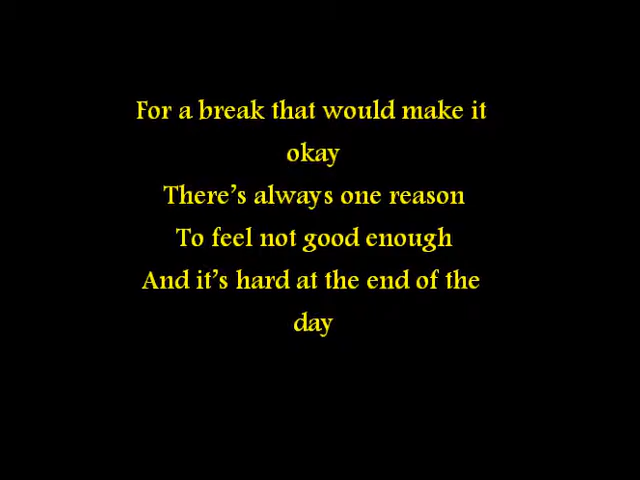 For a break that would make it
okay
There's always one reason
To feel not good enough
And it's hard at the end of the
day